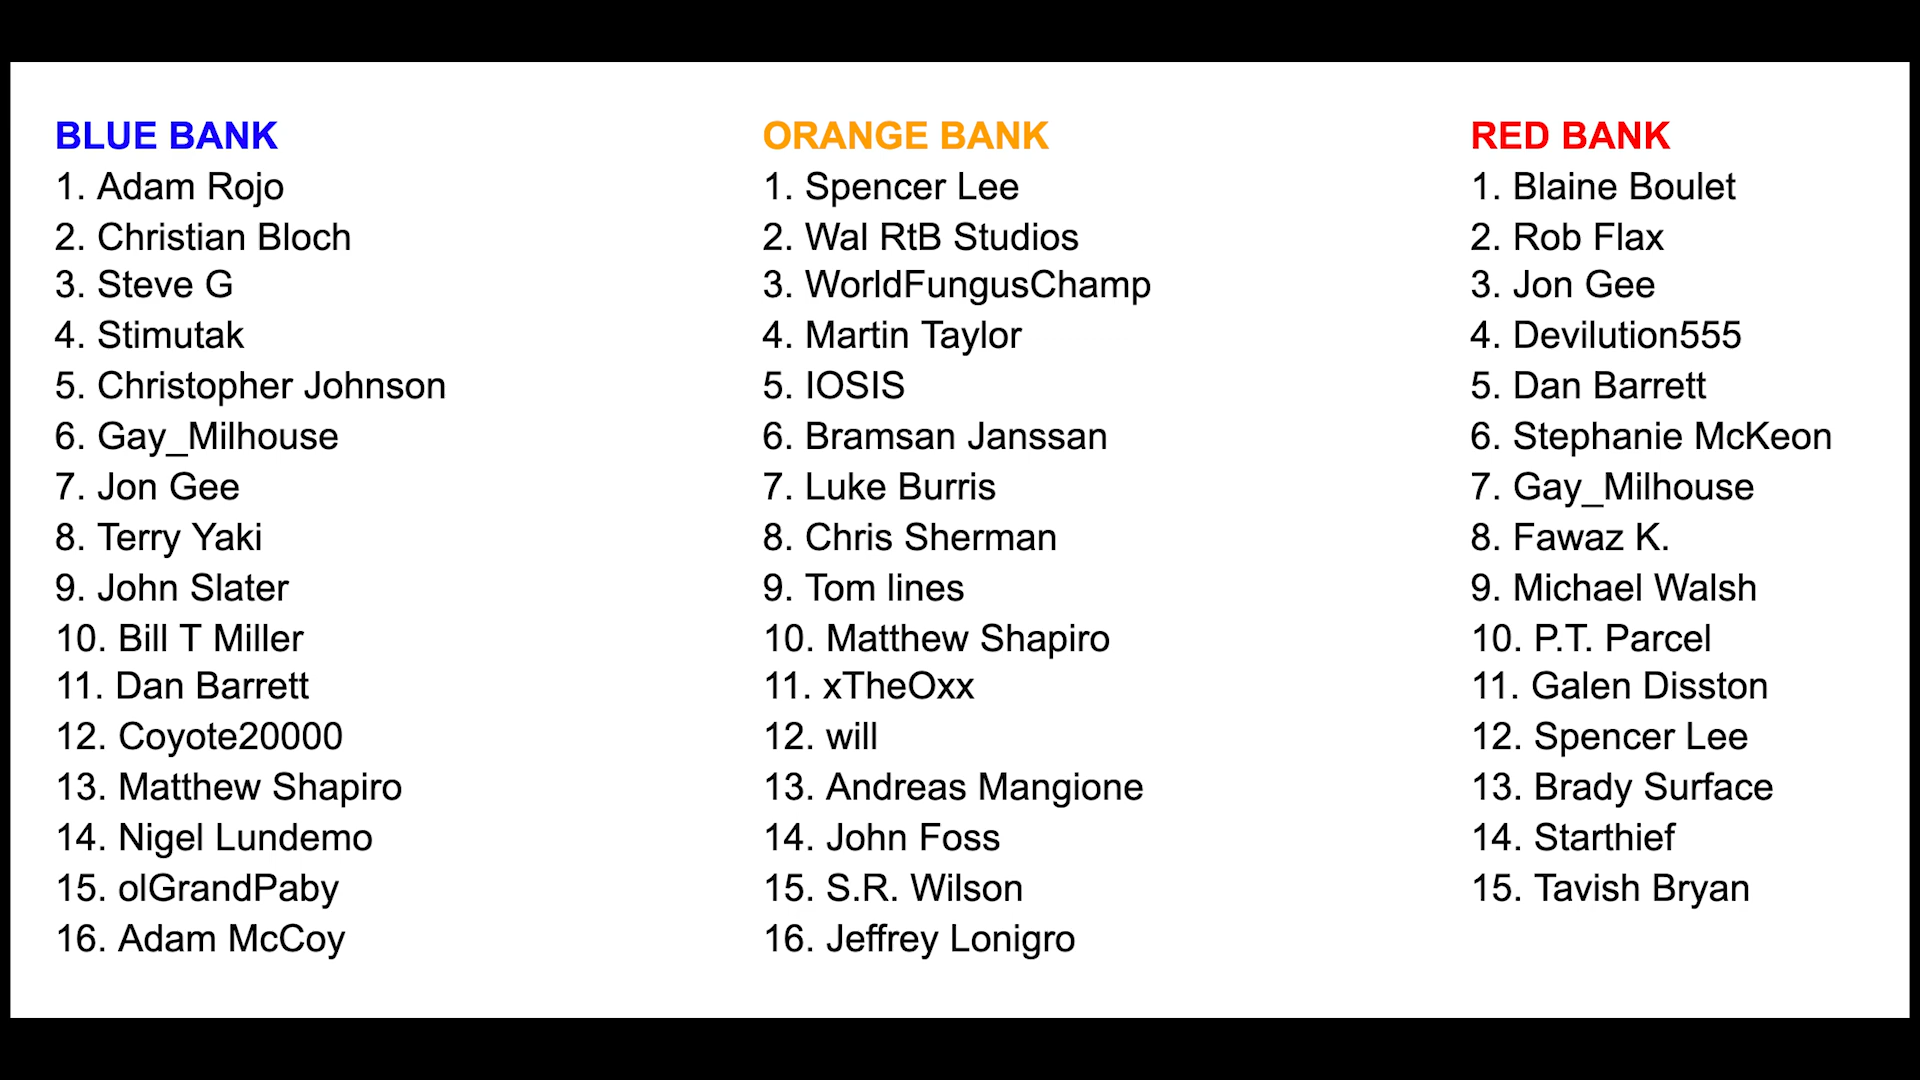 BLUE BANK
1. Adam Rojo
2. Christian Bloch
3. Steve G
4. Stimutak
5. Christopher Johnson
6. Gay_Milhouse
7. Jon Gee
8. Terry Yaki
9. John Slater
10. Bill T Miller
11. Dan Barrett
12. Coyote20000
13. Matthew Shapiro
14. Nigel Lundemo
15. olGrandPaby
16. Adam McCoy
ORANGE BANK
1. Spencer Lee
2. Wal RtB Studios
3. WorldFungusChamp
4. Martin Taylor
5. IOSIS
6. Bramsan Janssan
7. Luke Burris
8. Chris Sherman
9. Tom lines
10. Matthew Shapiro
11. xTheOxx
12. will
13. Andreas Mangione
14. John Foss
15. S.R. Wilson
16. Jeffrey Lonigro
RED BANK
1. Blaine Boulet
2. Rob Flax
3. Jon Gee
4. Devilution555
5. Dan Barrett
6. Stephanie McKeon
7. Gay_Milhouse
8. Fawaz K.
9. Michael Walsh
10. P.T. Parcel
11. Galen Disston
12. Spencer Lee
13. Brady Surface
14. Starthief
15. Tavish Bryan